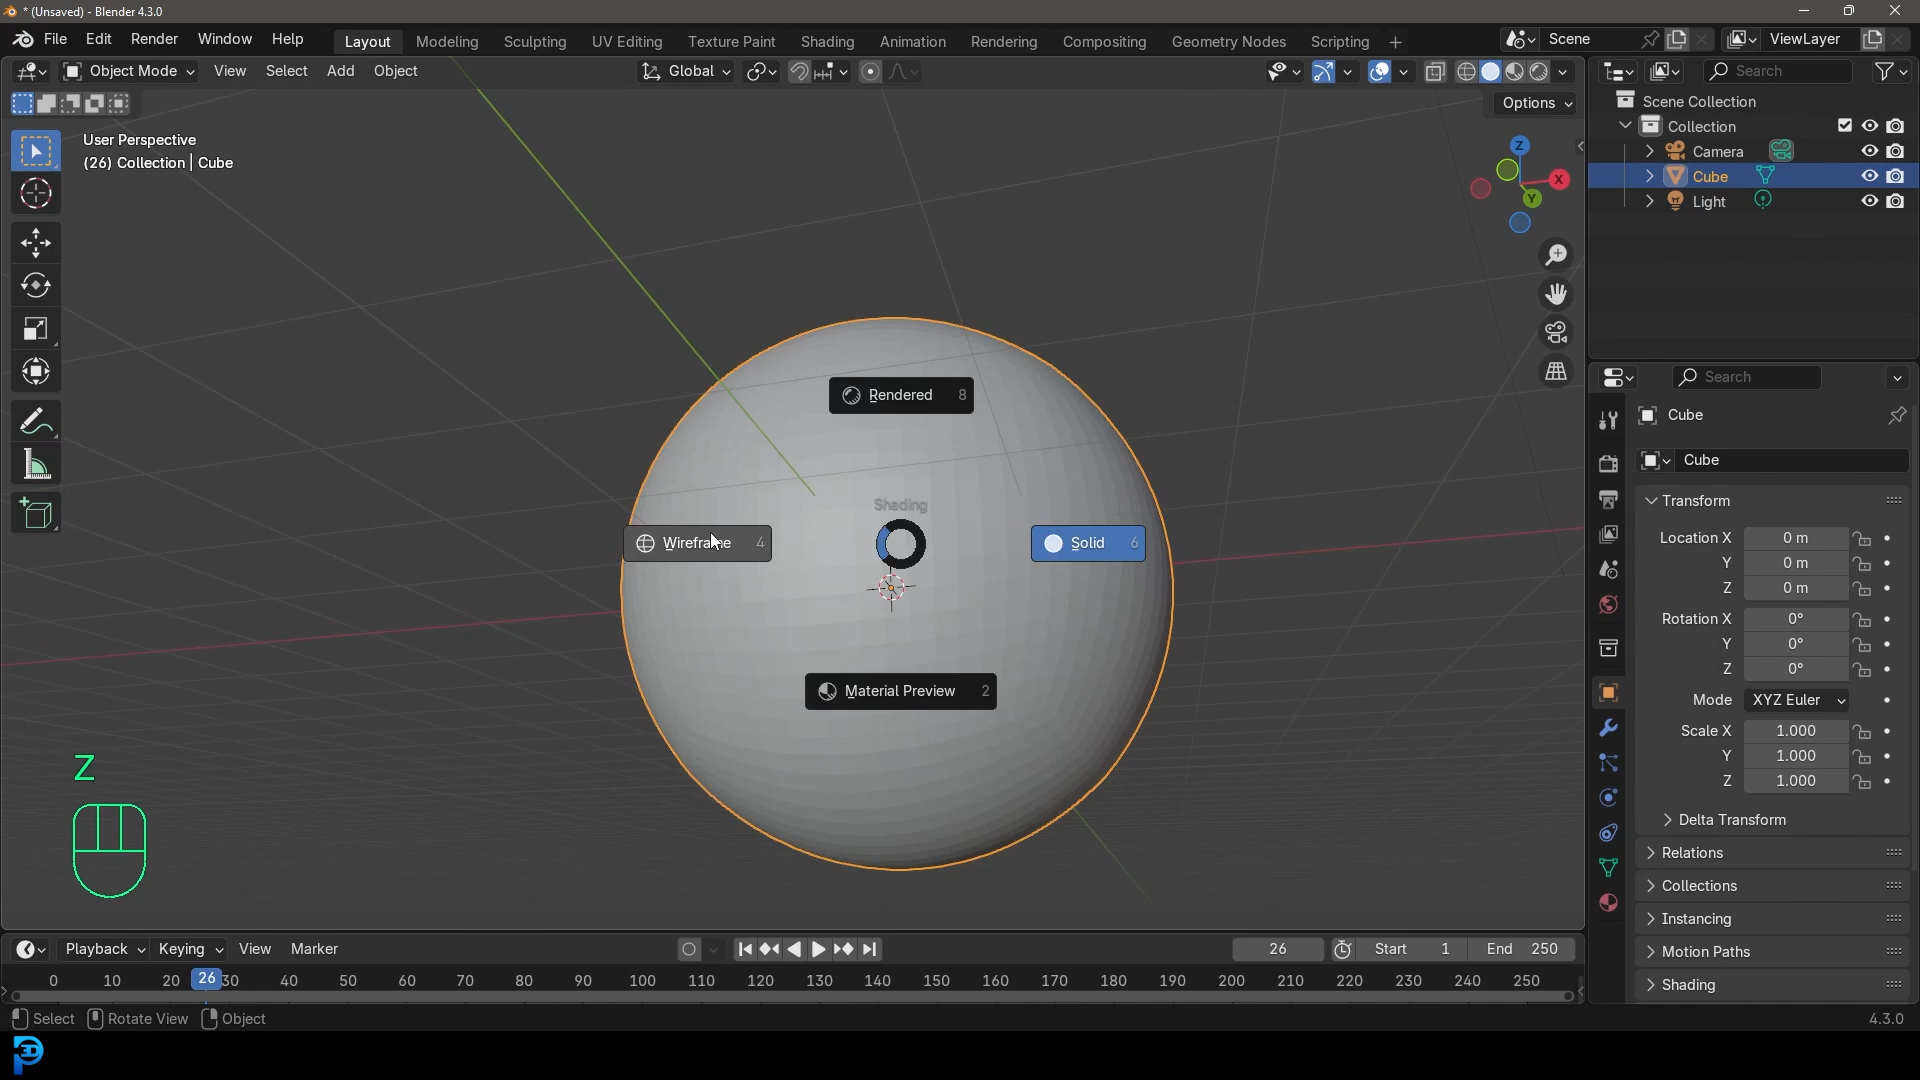 * (Unsaved) - Blender 4.3.0
File Edit Render Window Help Layout Modeling Sculpting UV Editing Texture Paint Shading Animation Rendering Compositing Geometry Nodes Scripting + Scene ViewLayer
Object Mode View Select Add Object Global Search
Options
User Perspective
(26) Collection | Cube
Z
X
Y
Scene Collection
Collection
Camera
Cube
Light
Rendered 8
Shading
Wireframe 4
Solid 6
Material Preview 2
Z
Search
Cube
Cube
Transform
Location X 0 m
Y 0 m
Z 0 m
Rotation X 0°
Y 0°
Z 0°
Mode XYZ Euler
Scale X 1.000
Y 1.000
Z 1.000
Delta Transform
Relations
Collections
Instancing
Motion Paths
Shading
Playback Keying View Marker 26 Start 1 End 250
0 10 20 26 30 40 50 60 70 80 90 100 110 120 130 140 150 160 170 180 190 200 210 220 230 240 250
Select Rotate View Object 4.3.0
3D